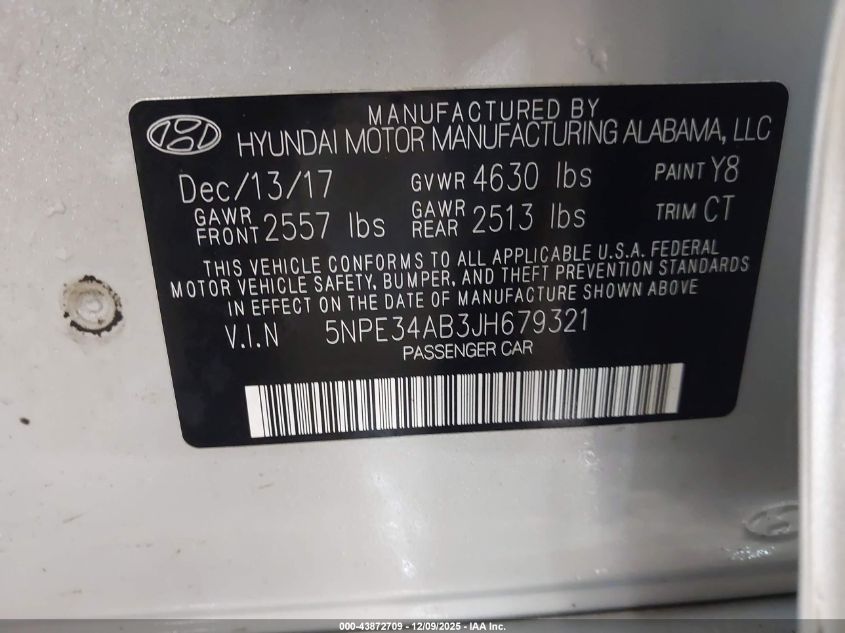 MANUFACTURED BY
HYUNDAI MOTOR MANUFACTURING ALABAMA, LLC
Dec/13/17 GVWR 4630 lbs PAINT Y8
GAWR FRONT 2557 lbs GAWR REAR 2513 lbs TRIM CT
THIS VEHICLE CONFORMS TO ALL APPLICABLE U.S.A. FEDERAL
MOTOR VEHICLE SAFETY, BUMPER, AND THEFT PREVENTION STANDARDS
IN EFFECT ON THE DATE OF MANUFACTURE SHOWN ABOVE
V.I.N 5NPE34AB3JH679321
PASSENGER CAR
000-43872709 - 12/09/2025 - IAA Inc.